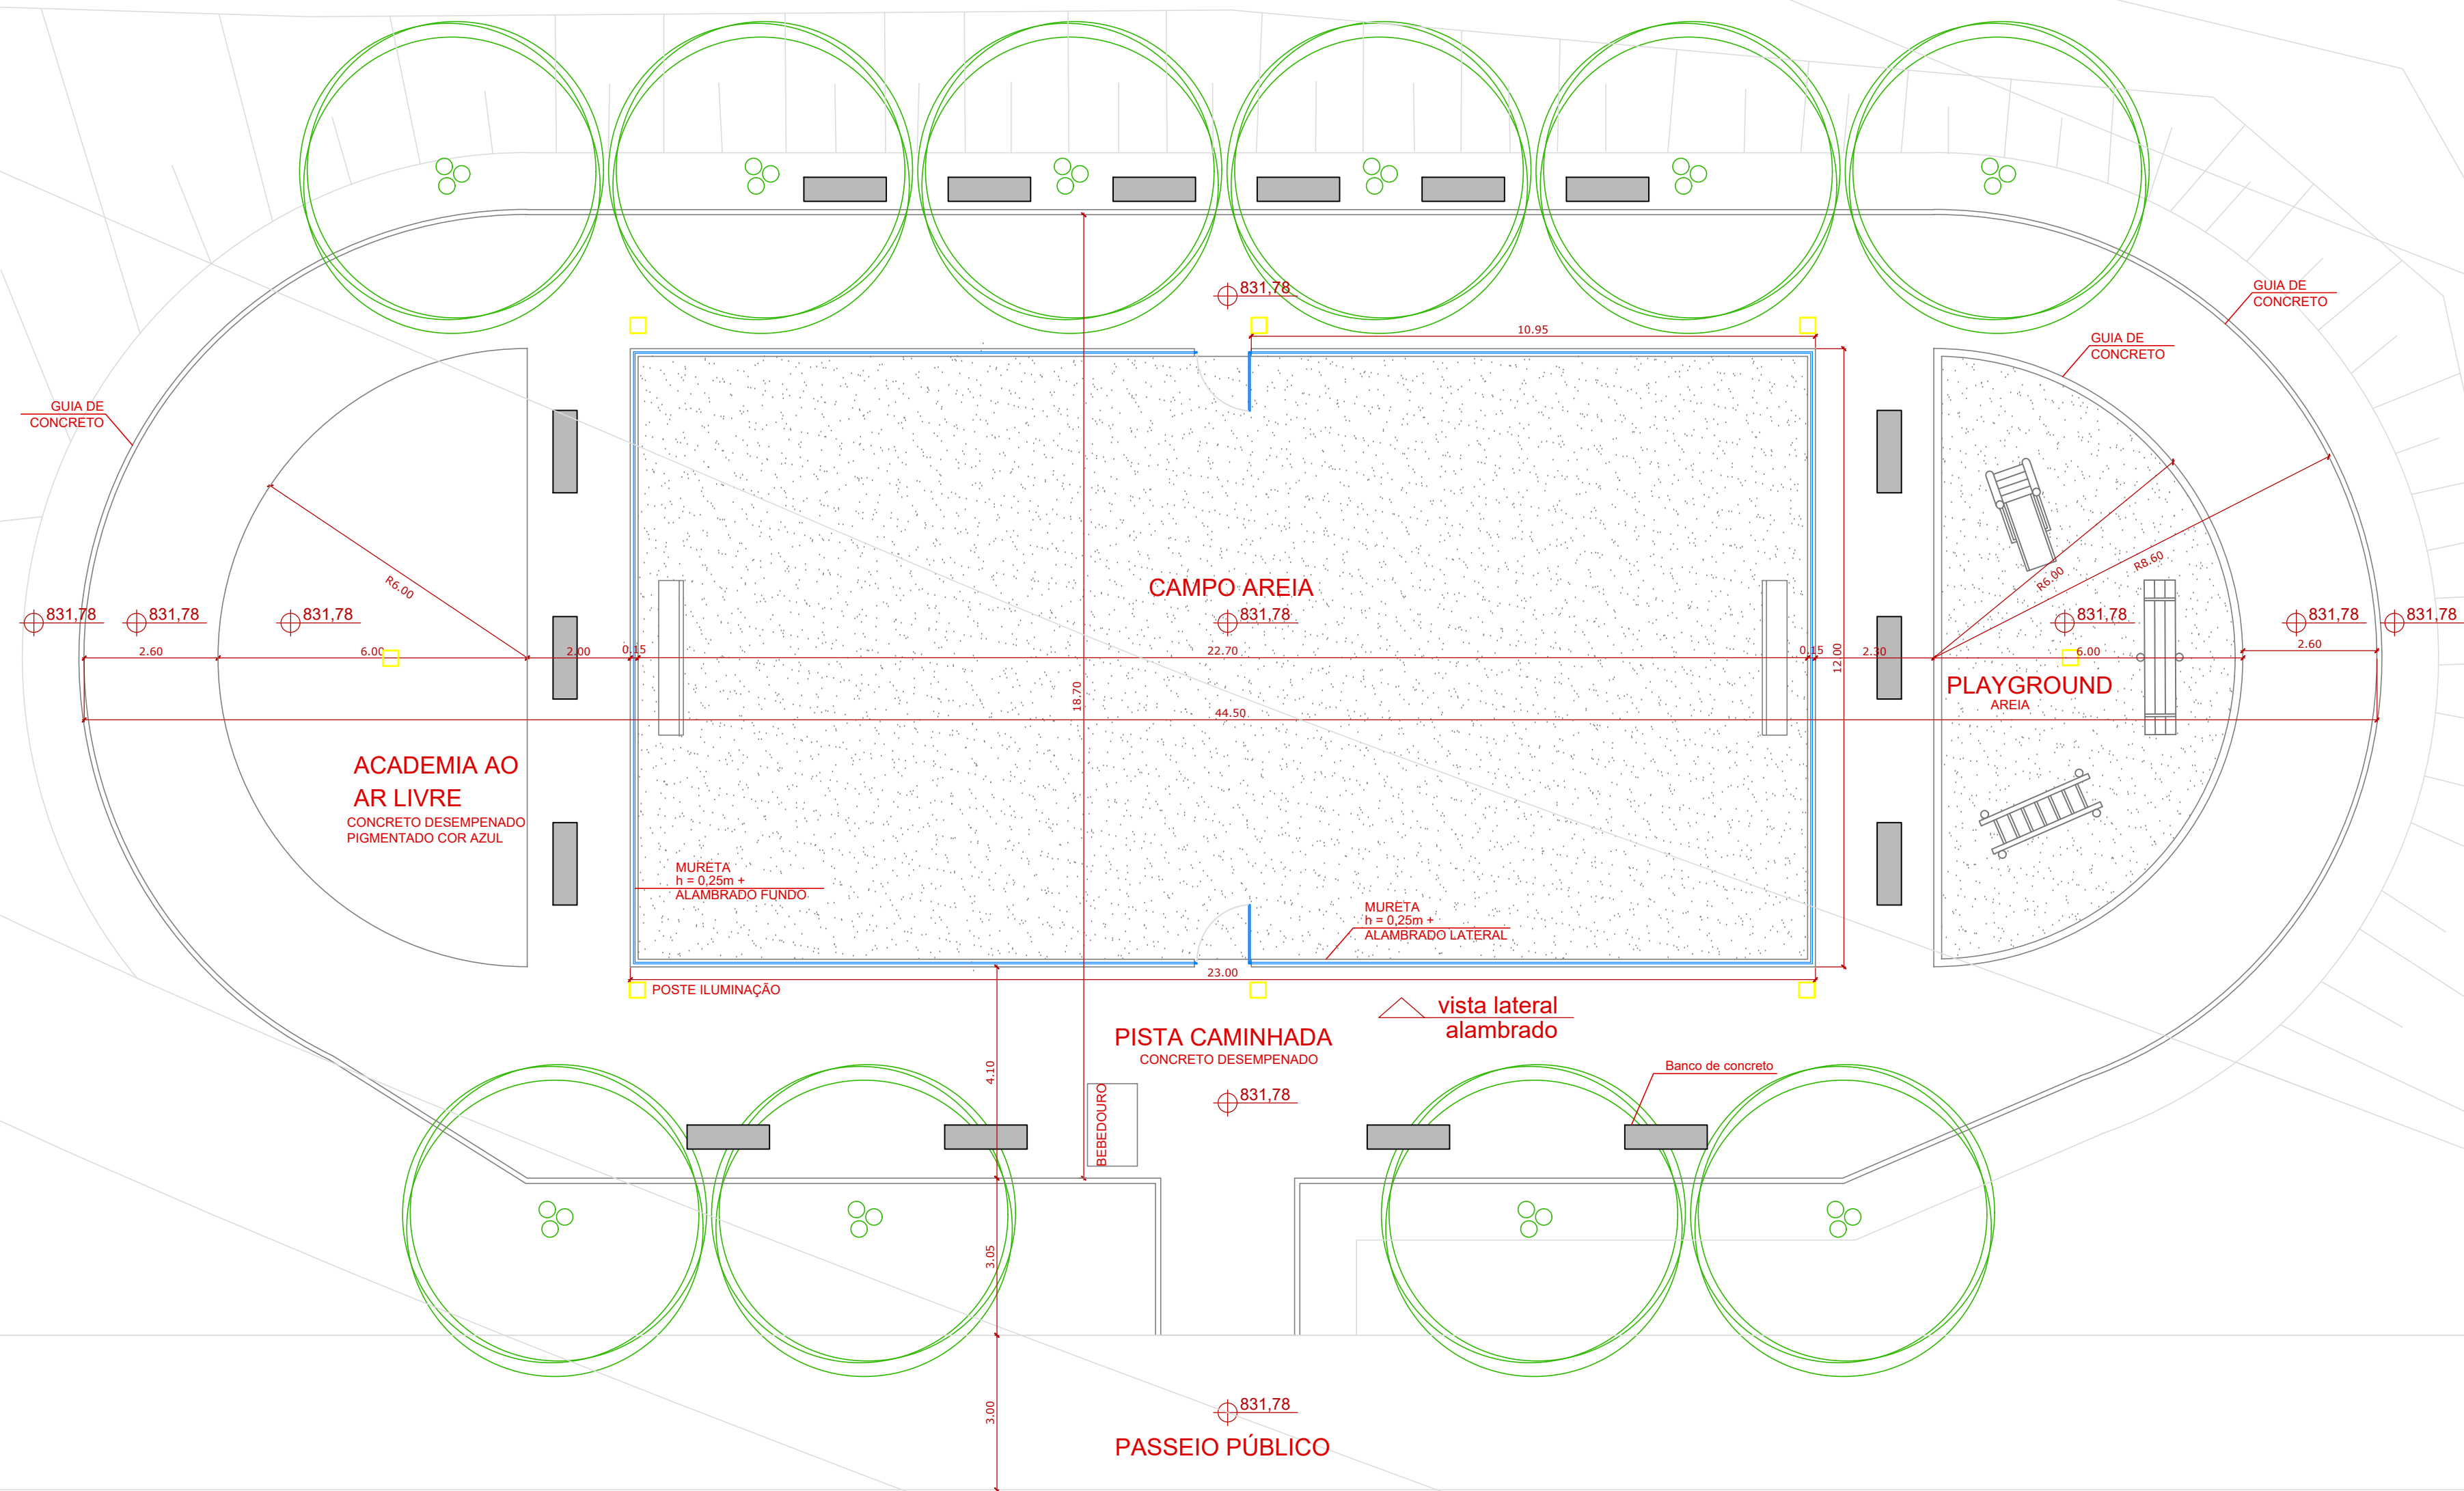 831,78
10.95
GUIA DE
CONCRETO
GUIA DE
CONCRETO
GUIA DE
CONCRETO
R6.00
CAMPO AREIA
831,78
831,78
831,78
831,78
R6.00
R8.60
831,78
831,78
831,78
2.60
6.00
2.00
0.15
22.70
0.15
12.00
2.30
6.00
2.60
PLAYGROUND
AREIA
18.70
44.50
ACADEMIA AO
AR LIVRE
CONCRETO DESEMPENADO
PIGMENTADO COR AZUL
MURETA
h = 0,25m +
ALAMBRADO FUNDO
MURETA
h = 0,25m +
ALAMBRADO LATERAL
23.00
POSTE ILUMINAÇÃO
vista lateral
alambrado
PISTA CAMINHADA
CONCRETO DESEMPENADO
4.10
Banco de concreto
BEBEDOURO
831,78
3.05
3.00
831,78
PASSEIO PÚBLICO